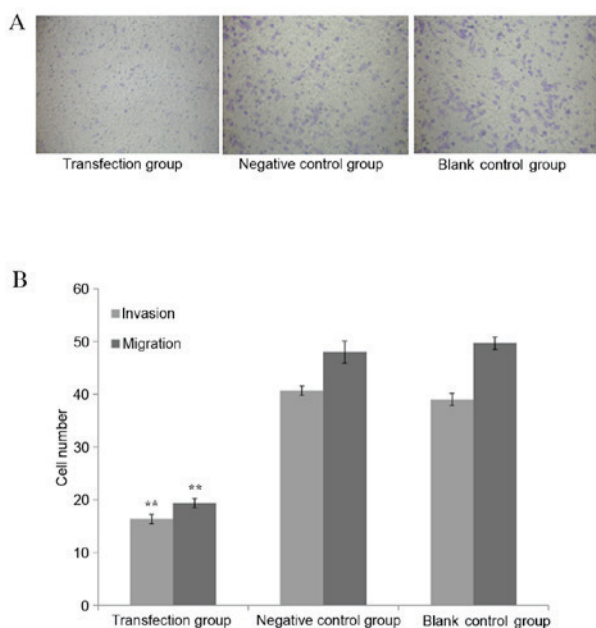 A
Transfection group
Negative control group
Blank control group
B
60
Invasion
50
Migration
40
Cell number
30
20
**
**
10
0
Transfection group
Negative control group
Blank control group